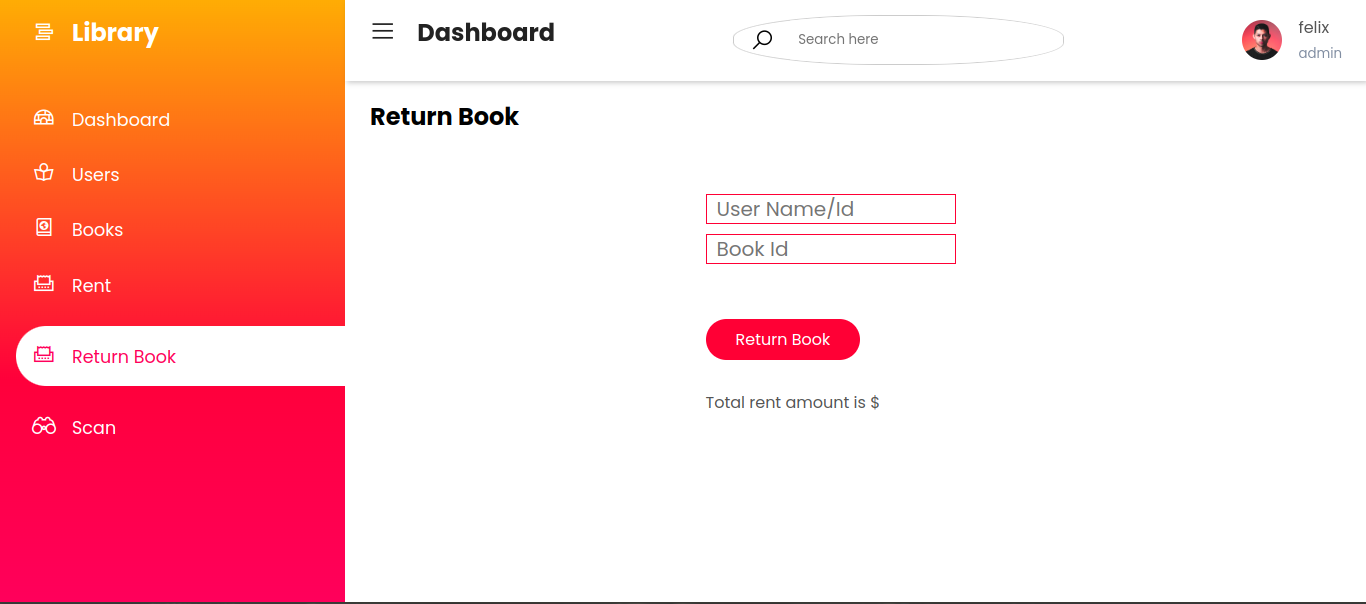 Library
Dashboard
Users
Books
Rent
Return Book
Scan
Dashboard
Search here
felix
admin
Return Book
User Name/Id
Book Id
Return Book
Total rent amount is $